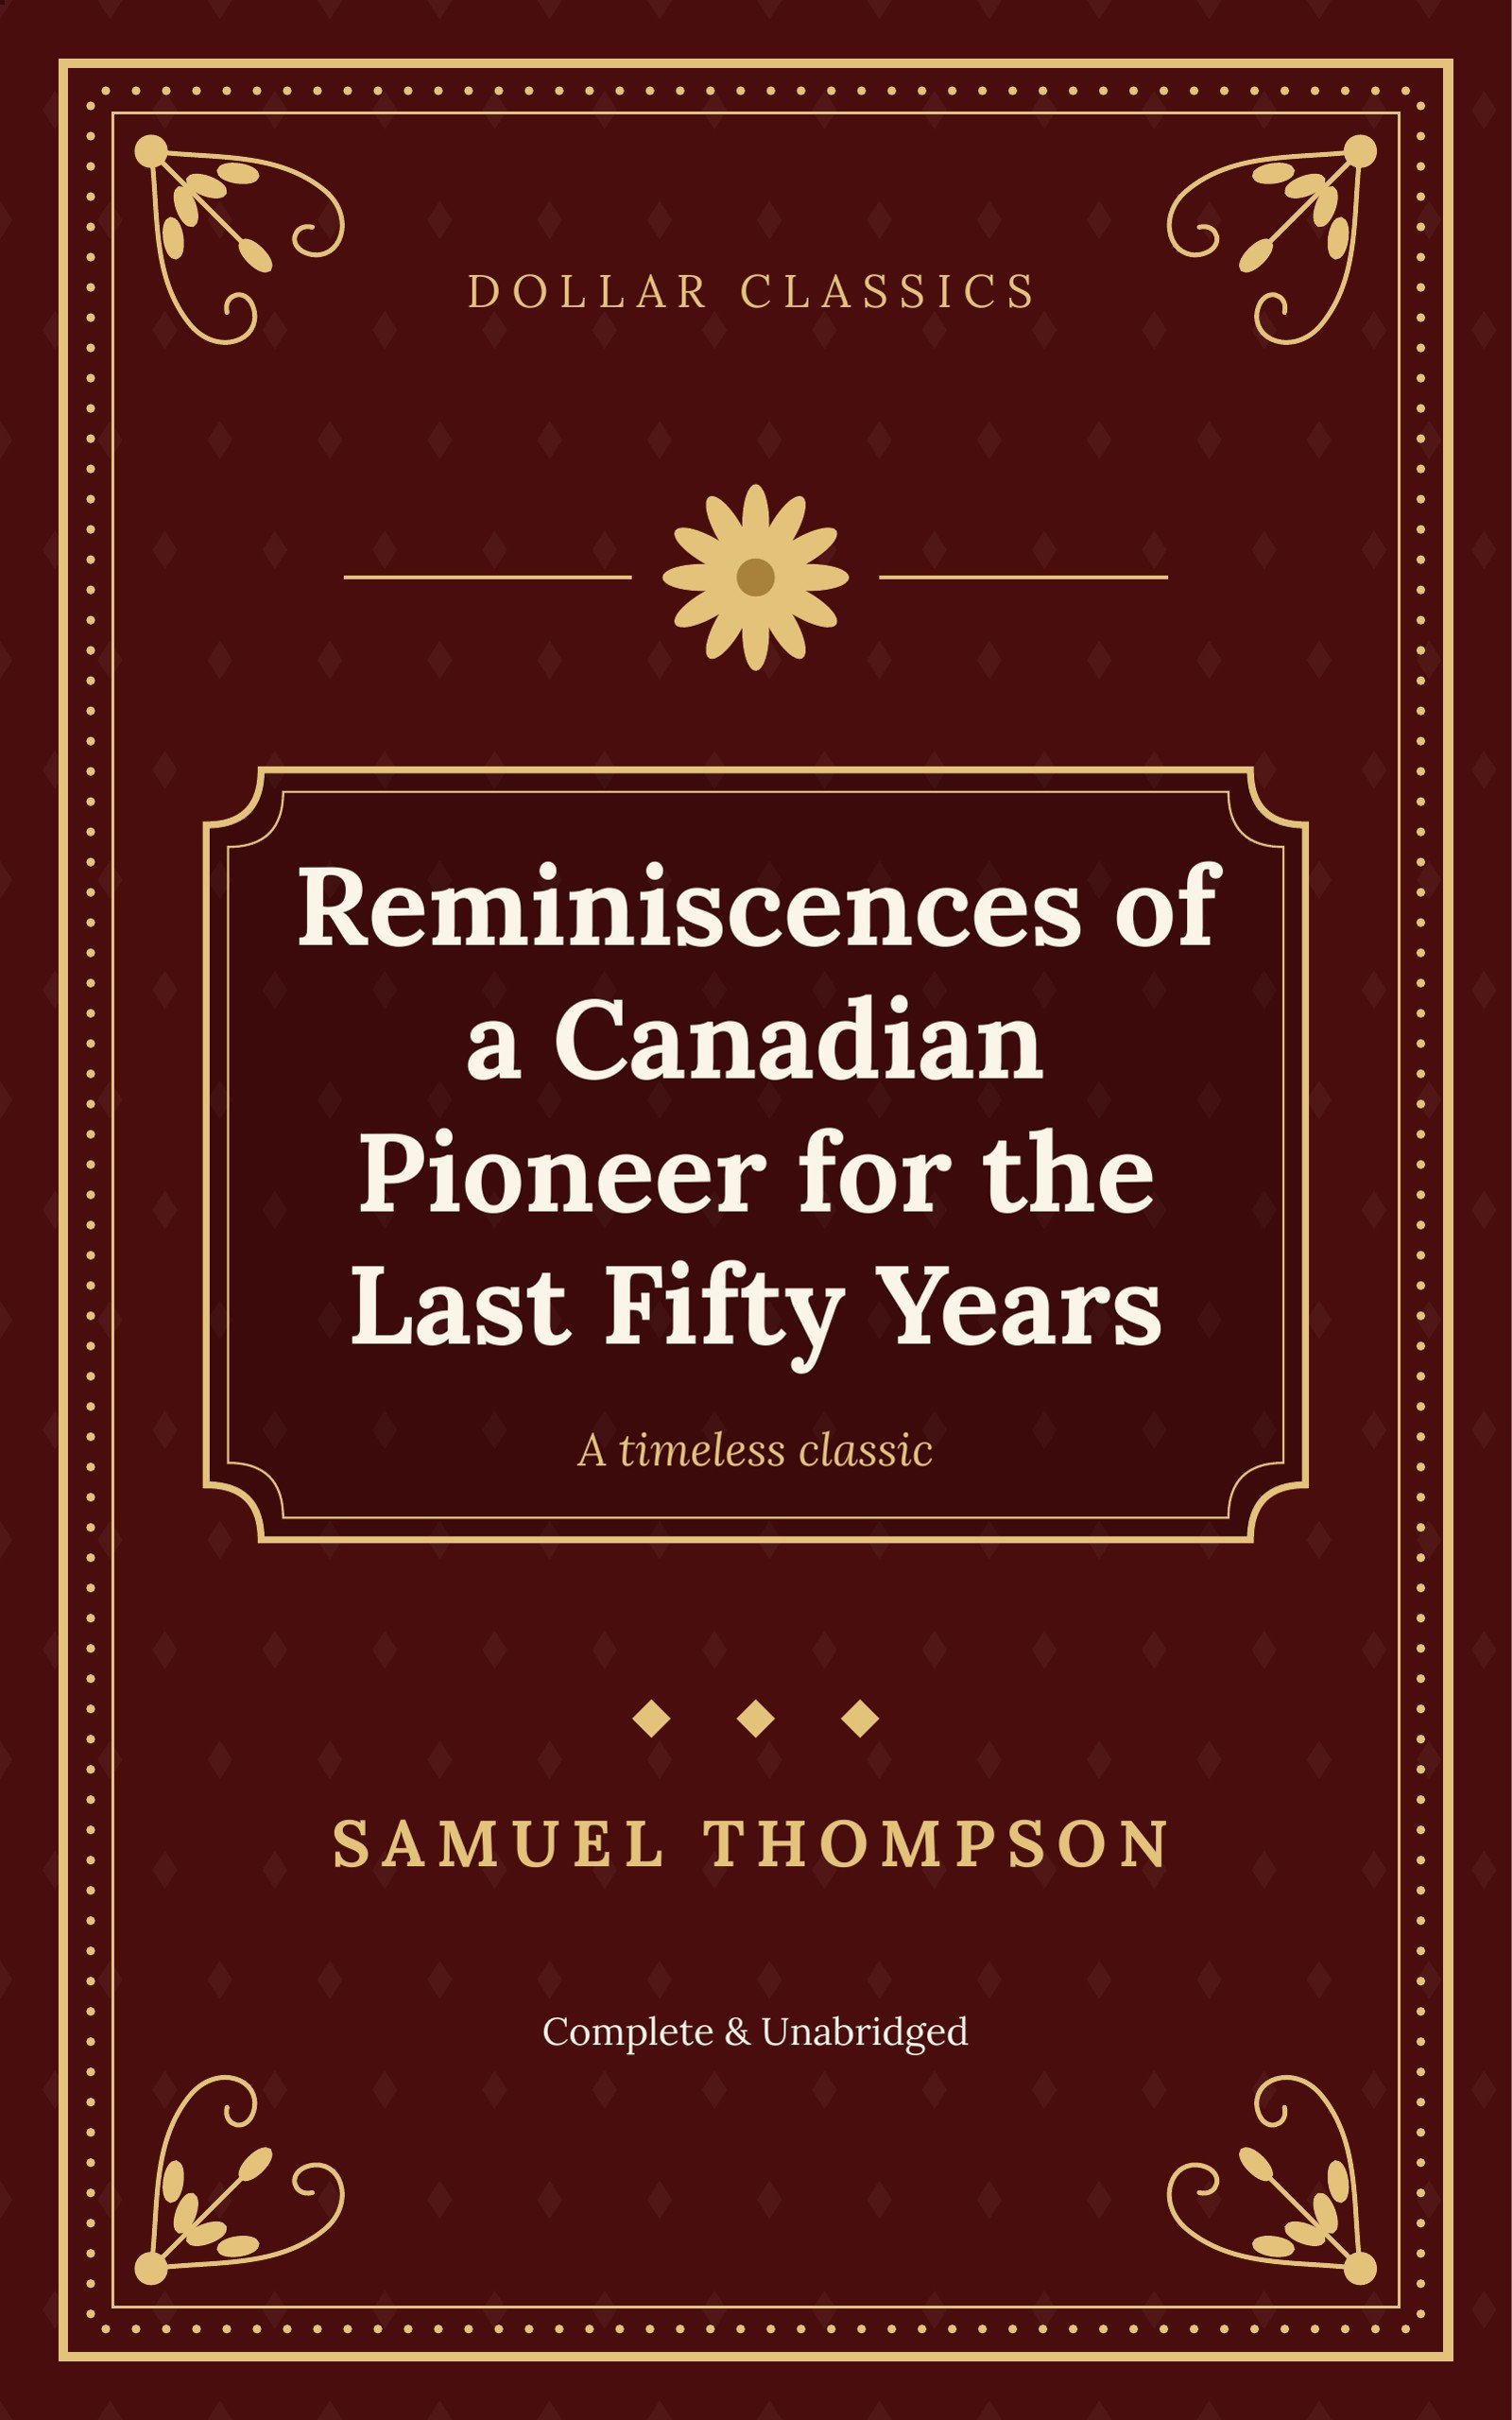 DOLLAR CLASSICS
Reminiscences of
a Canadian
Pioneer for the
Last Fifty Years
A timeless classic
SAMUEL THOMPSON
Complete & Unabridged